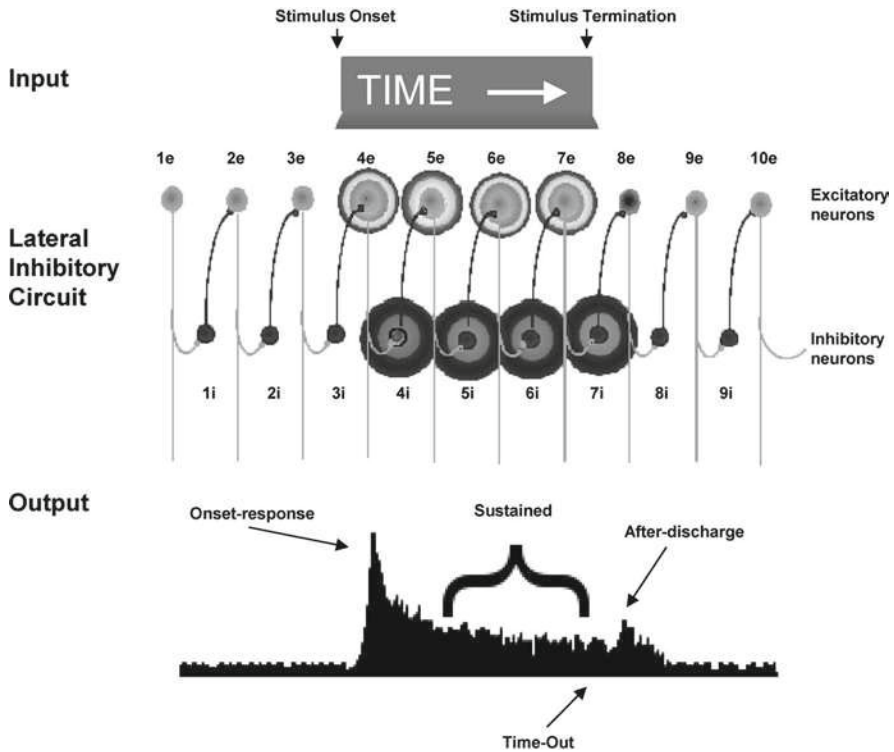 Stimulus Onset Stimulus Termination
Input
TIME
1e 2e 3e 4e 5e 6e 7e 8e 9e 10e
Excitatory
neurons
Lateral
Inhibitory
Circuit
Inhibitory
neurons
1i 2i 3i 4i 5i 6i 7i 8i 9i
Output
Onset-response
Sustained
After-discharge
Time-Out